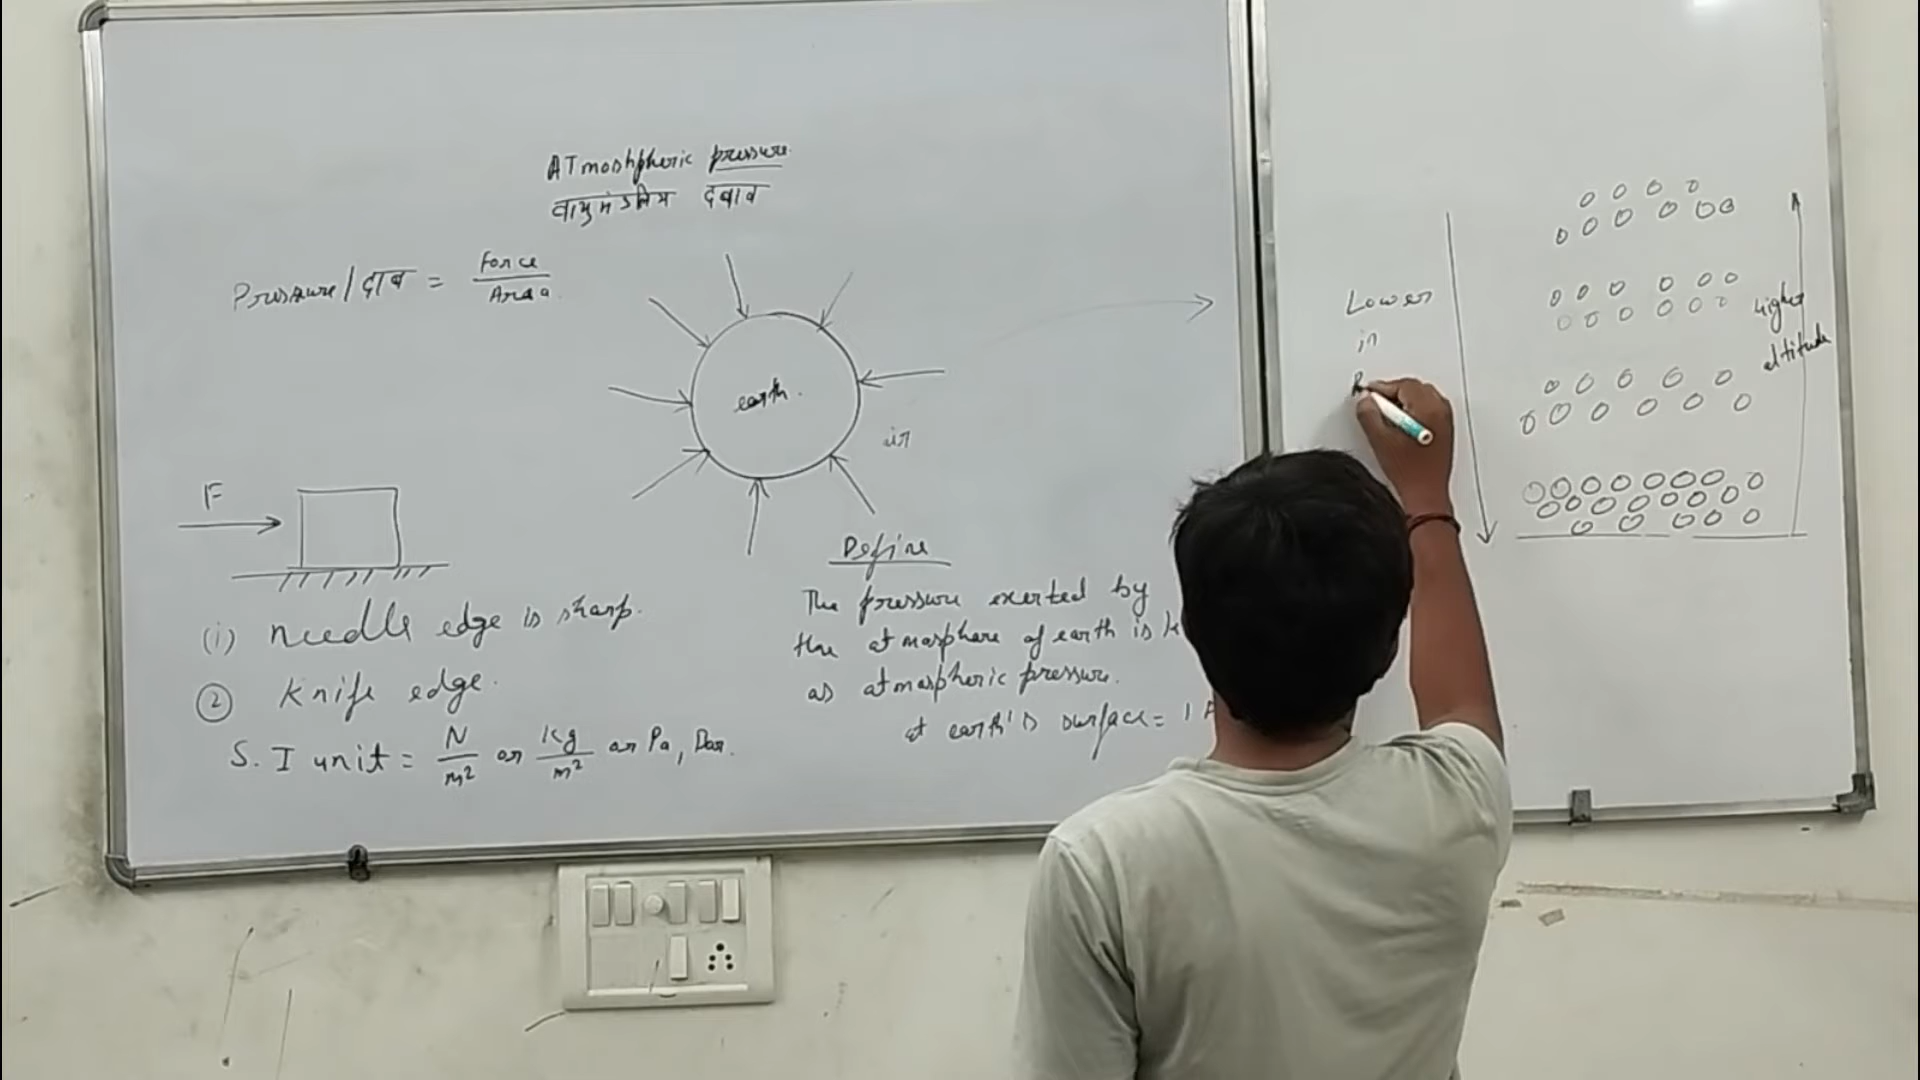 ATmoshpheric pressure
वायुमंडलिय दबाव
Pressure/दाब = Force
Area
earth.
air
F
(i) needle edge is sharp.
② knife edge.
S. I unit = N/m² or kg/m² or Pa, Bar.
Define
The pressure exerted by
the atmasphere of earth is
as atmaspheric pressure.
at earth's surface = 1
Lower
in
higher
altitude